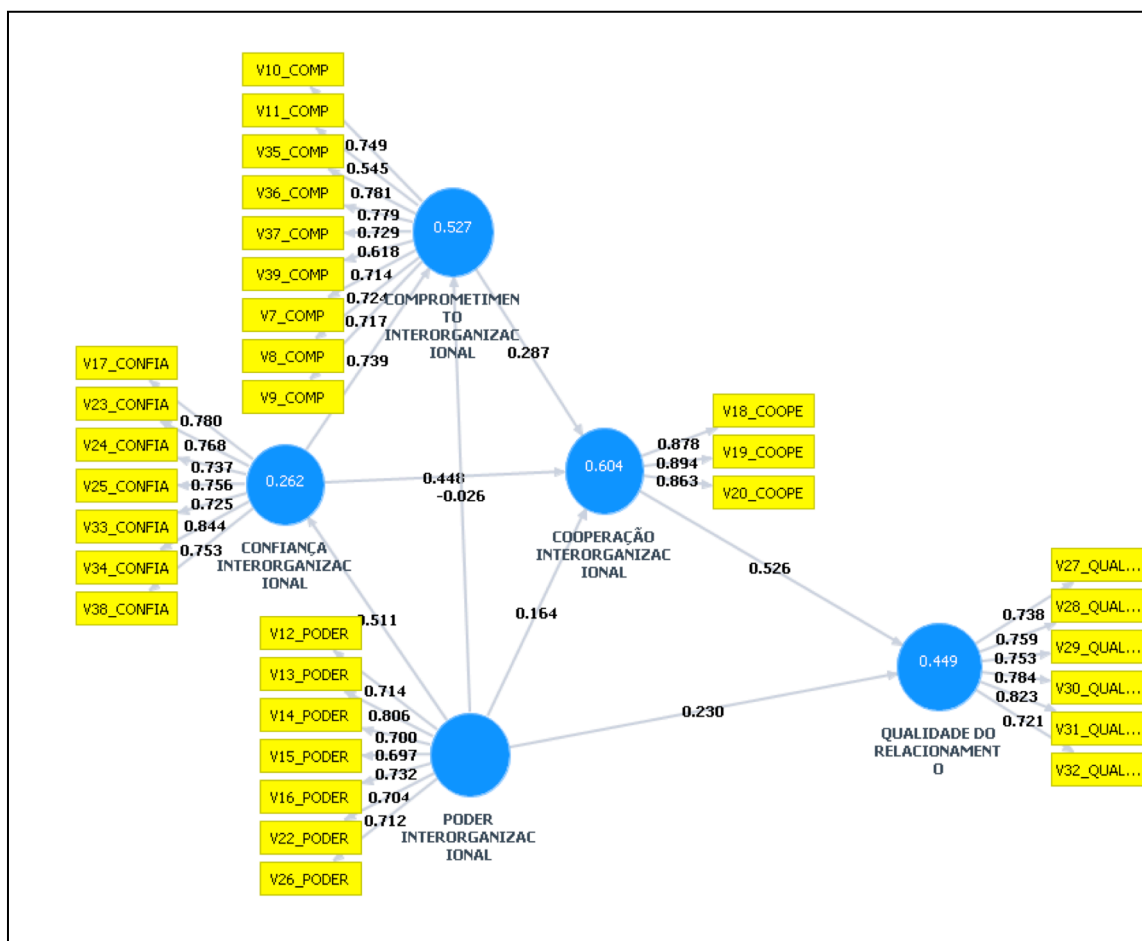 V10_COMP
V11_COMP
V35_COMP
V36_COMP
V37_COMP
V39_COMP
V7_COMP
V8_COMP
V9_COMP
0.749
0.545
0.781
0.779
0.729
0.618
0.714
0.724
0.717
0.739
0.527
COMPROMETIMEN
TO
INTERORGANIZAC
IONAL
0.287
V17_CONFIA
V23_CONFIA
V24_CONFIA
V25_CONFIA
V33_CONFIA
V34_CONFIA
V38_CONFIA
0.780
0.768
0.737
0.756
0.725
0.844
0.753
0.262
CONFIANÇA
INTERORGANIZAC
IONAL
0.448
-0.026
0.604
COOPERAÇÃO
INTERORGANIZAC
IONAL
0.878
0.894
0.863
V18_COOPE
V19_COOPE
V20_COOPE
0.511
0.164
0.526
0.230
V12_PODER
V13_PODER
V14_PODER
V15_PODER
V16_PODER
V22_PODER
V26_PODER
0.714
0.806
0.700
0.697
0.732
0.704
0.712
PODER
INTERORGANIZAC
IONAL
0.449
QUALIDADE DO
RELACIONAMENT
O
0.738
0.759
0.753
0.784
0.823
0.721
V27_QUAL...
V28_QUAL...
V29_QUAL...
V30_QUAL...
V31_QUAL...
V32_QUAL...